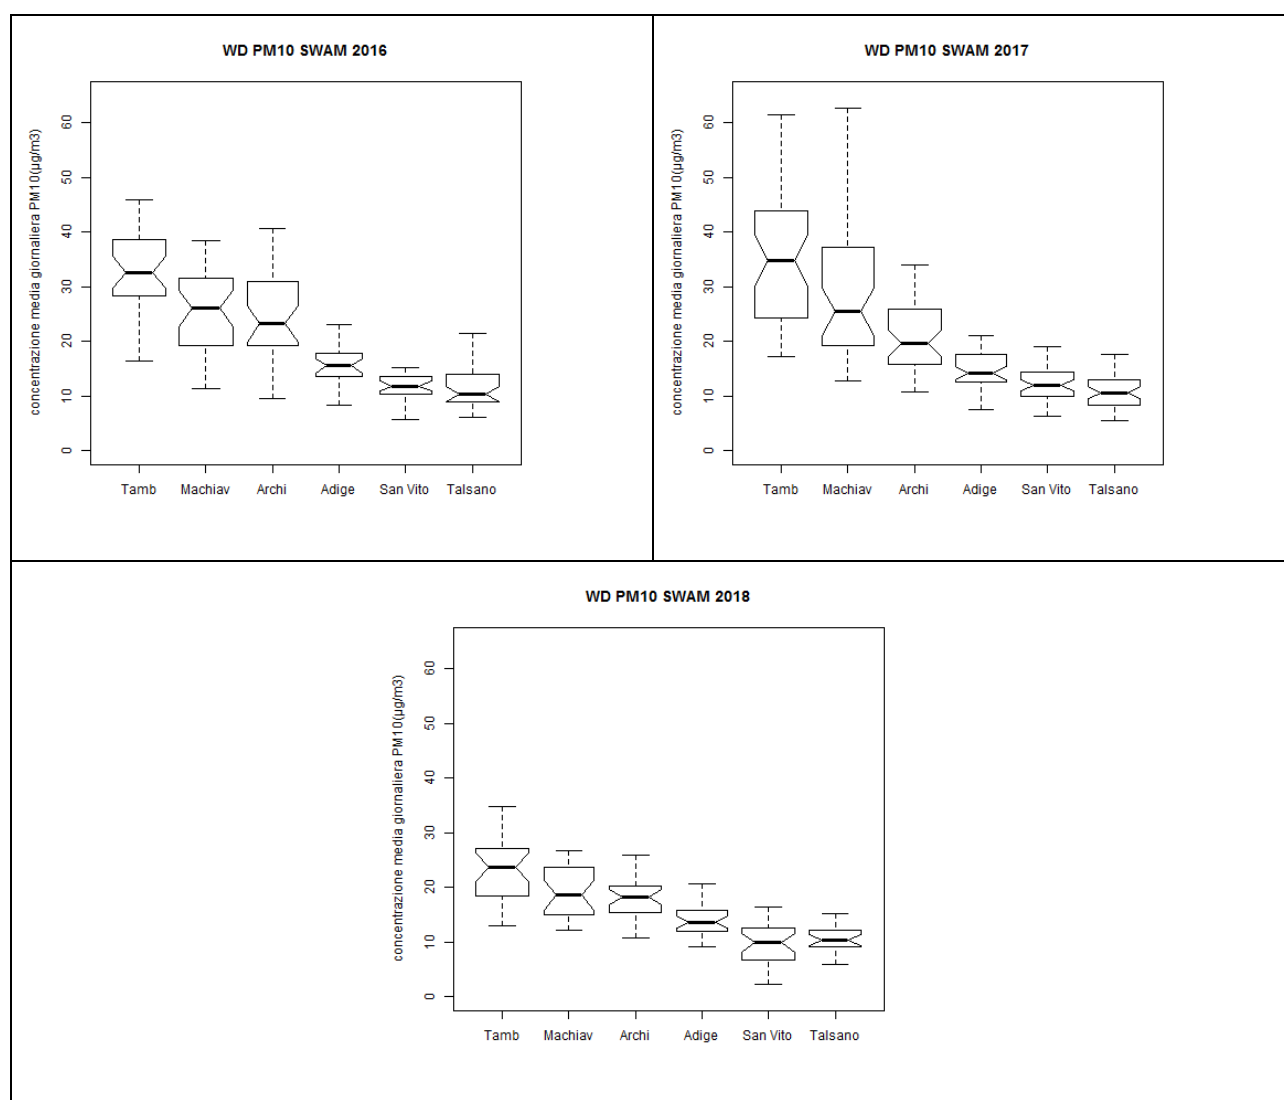 WD PM10 SWAM 2016
concentrazione media giornaliera PM10(µg/m3)
60
50
40
30
20
10
0
Tamb Machiav Archi Adige San Vito Talsano
WD PM10 SWAM 2017
concentrazione media giornaliera PM10(µg/m3)
60
50
40
30
20
10
0
Tamb Machiav Archi Adige San Vito Talsano
WD PM10 SWAM 2018
concentrazione media giornaliera PM10(µg/m3)
60
50
40
30
20
10
0
Tamb Machiav Archi Adige San Vito Talsano